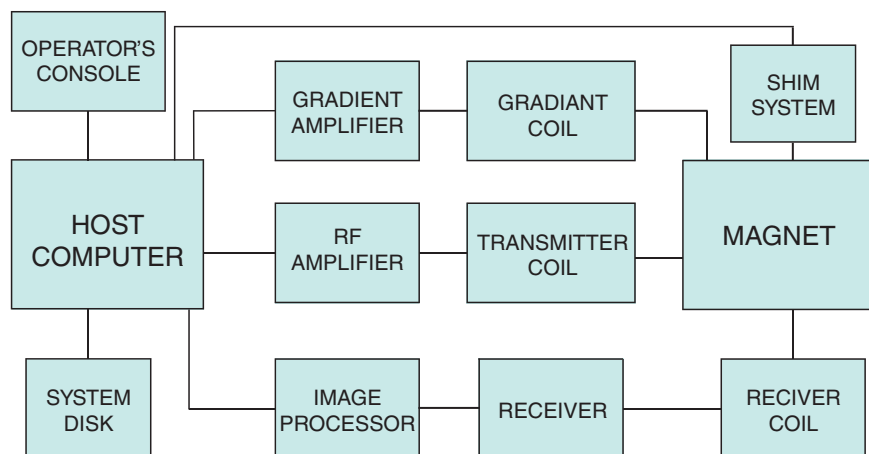 OPERATOR'S
CONSOLE
GRADIENT
AMPLIFIER
GRADIANT
COIL
SHIM
SYSTEM
HOST
COMPUTER
RF
AMPLIFIER
TRANSMITTER
COIL
MAGNET
SYSTEM
DISK
IMAGE
PROCESSOR
RECEIVER
RECIVER
COIL